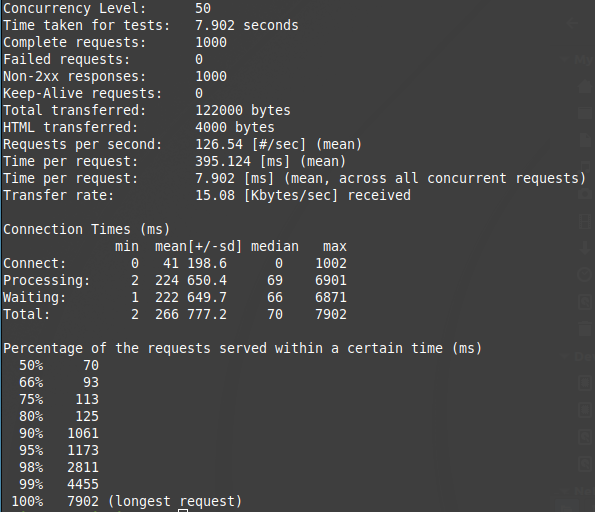 Concurrency Level:      50
Time taken for tests:   7.902 seconds
Complete requests:      1000
Failed requests:        0
Non-2xx responses:      1000
Keep-Alive requests:    0
Total transferred:      122000 bytes
HTML transferred:       4000 bytes
Requests per second:    126.54 [#/sec] (mean)
Time per request:       395.124 [ms] (mean)
Time per request:       7.902 [ms] (mean, across all concurrent requests)
Transfer rate:          15.08 [Kbytes/sec] received

Connection Times (ms)
              min  mean[+/-sd] median   max
Connect:        0   41 198.6      0    1002
Processing:     2  224 650.4     69    6901
Waiting:        1  222 649.7     66    6871
Total:          2  266 777.2     70    7902

Percentage of the requests served within a certain time (ms)
  50%     70
  66%     93
  75%    113
  80%    125
  90%   1061
  95%   1173
  98%   2811
  99%   4455
 100%   7902 (longest request)